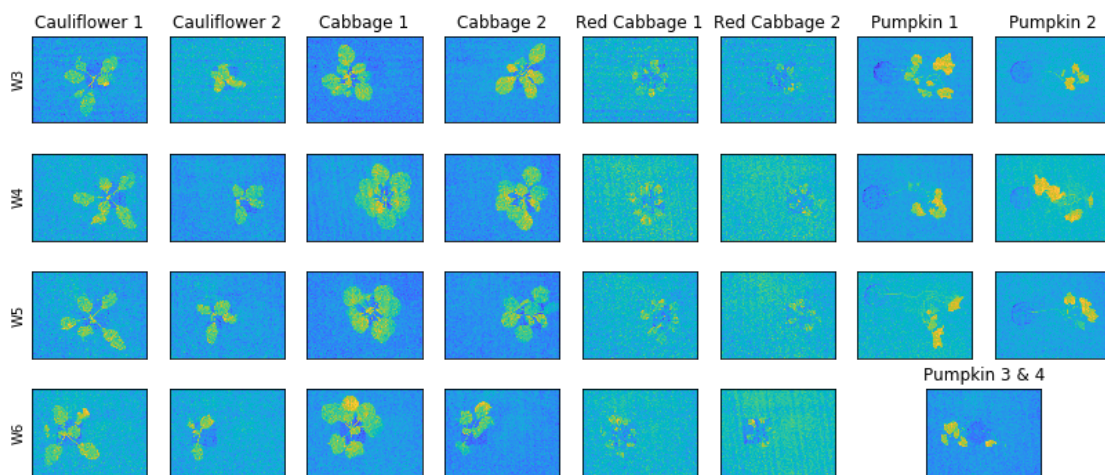 Cauliflower 1 Cauliflower 2 Cabbage 1 Cabbage 2 Red Cabbage 1 Red Cabbage 2 Pumpkin 1 Pumpkin 2
W3
W4
W5
Pumpkin 3 & 4
W6